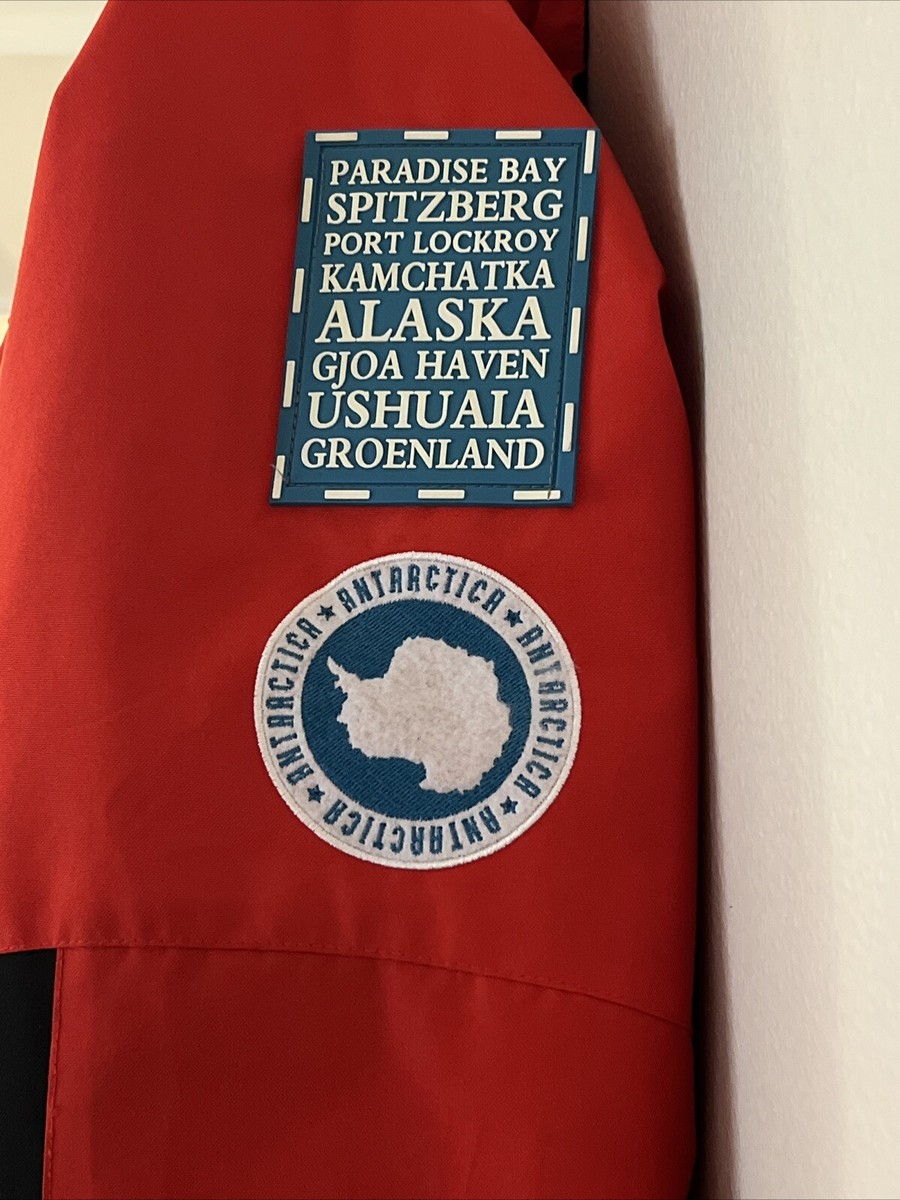 PARADISE BAY
SPITZBERG
PORT LOCKROY
KAMCHATKA
ALASKA
GJOA HAVEN
USHUAIA
GROENLAND
ANTARCTICA ★ ANTARCTICA ★ ANTARCTICA ★ ANTARCTICA ★